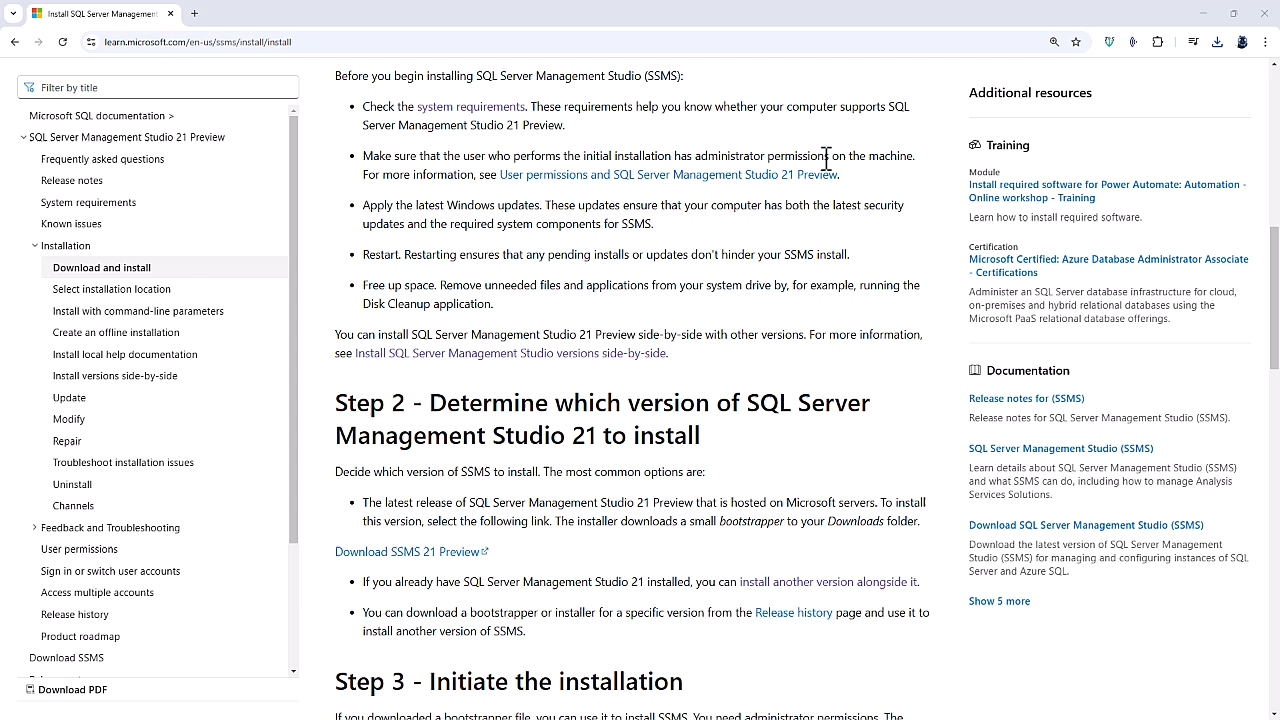 Install SQL Server Management
learn.microsoft.com/en-us/ssms/install/install
Filter by title
Microsoft SQL documentation >
SQL Server Management Studio 21 Preview
Frequently asked questions
Release notes
System requirements
Known issues
Installation
Download and install
Select installation location
Install with command-line parameters
Create an offline installation
Install local help documentation
Install versions side-by-side
Update
Modify
Repair
Troubleshoot installation issues
Uninstall
Channels
Feedback and Troubleshooting
User permissions
Sign in or switch user accounts
Access multiple accounts
Release history
Product roadmap
Download SSMS
Download PDF
Before you begin installing SQL Server Management Studio (SSMS):
• Check the system requirements. These requirements help you know whether your computer supports SQL
Server Management Studio 21 Preview.
• Make sure that the user who performs the initial installation has administrator permissions on the machine.
For more information, see User permissions and SQL Server Management Studio 21 Preview.
• Apply the latest Windows updates. These updates ensure that your computer has both the latest security
updates and the required system components for SSMS.
• Restart. Restarting ensures that any pending installs or updates don't hinder your SSMS install.
• Free up space. Remove unneeded files and applications from your system drive by, for example, running the
Disk Cleanup application.
You can install SQL Server Management Studio 21 Preview side-by-side with other versions. For more information,
see Install SQL Server Management Studio versions side-by-side.
Step 2 - Determine which version of SQL Server
Management Studio 21 to install
Decide which version of SSMS to install. The most common options are:
• The latest release of SQL Server Management Studio 21 Preview that is hosted on Microsoft servers. To install
this version, select the following link. The installer downloads a small bootstrapper to your Downloads folder.
Download SSMS 21 Preview
• If you already have SQL Server Management Studio 21 installed, you can install another version alongside it.
• You can download a bootstrapper or installer for a specific version from the Release history page and use it to
install another version of SSMS.
Step 3 - Initiate the installation
If you downloaded a bootstrapper file, you can use it to install SSMS. You need administrator permissions. The
Additional resources
Training
Module
Install required software for Power Automate: Automation -
Online workshop - Training
Learn how to install required software.
Certification
Microsoft Certified: Azure Database Administrator Associate
- Certifications
Administer an SQL Server database infrastructure for cloud,
on-premises and hybrid relational databases using the
Microsoft PaaS relational database offerings.
Documentation
Release notes for (SSMS)
Release notes for SQL Server Management Studio (SSMS).
SQL Server Management Studio (SSMS)
Learn details about SQL Server Management Studio (SSMS)
and what SSMS can do, including how to manage Analysis
Services Solutions.
Download SQL Server Management Studio (SSMS)
Download the latest version of SQL Server Management
Studio (SSMS) for managing and configuring instances of SQL
Server and Azure SQL.
Show 5 more